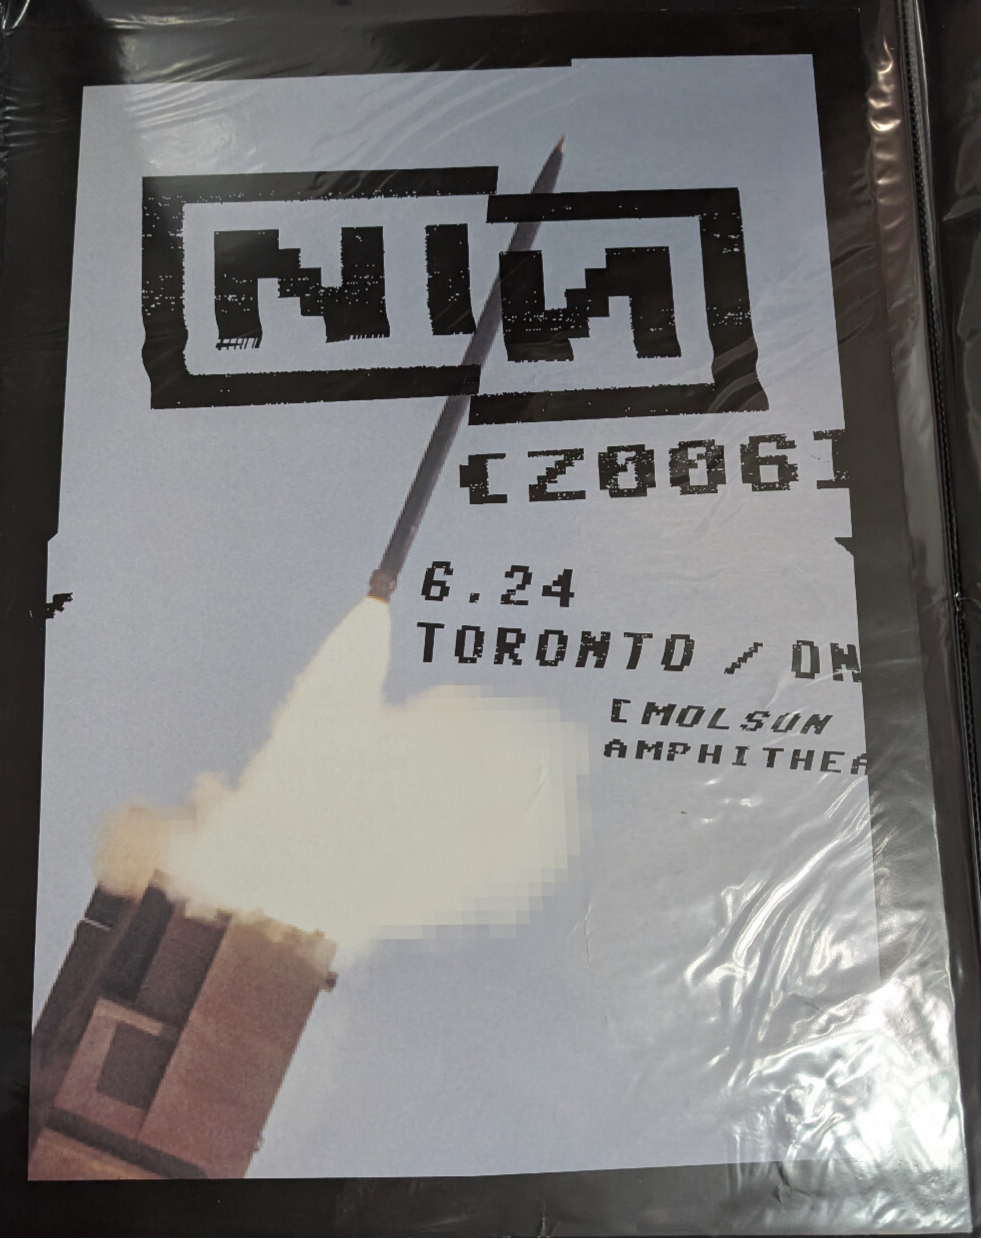 NIN
[2006]
6.24
TORONTO / ON
[MOLSON
AMPHITHEA